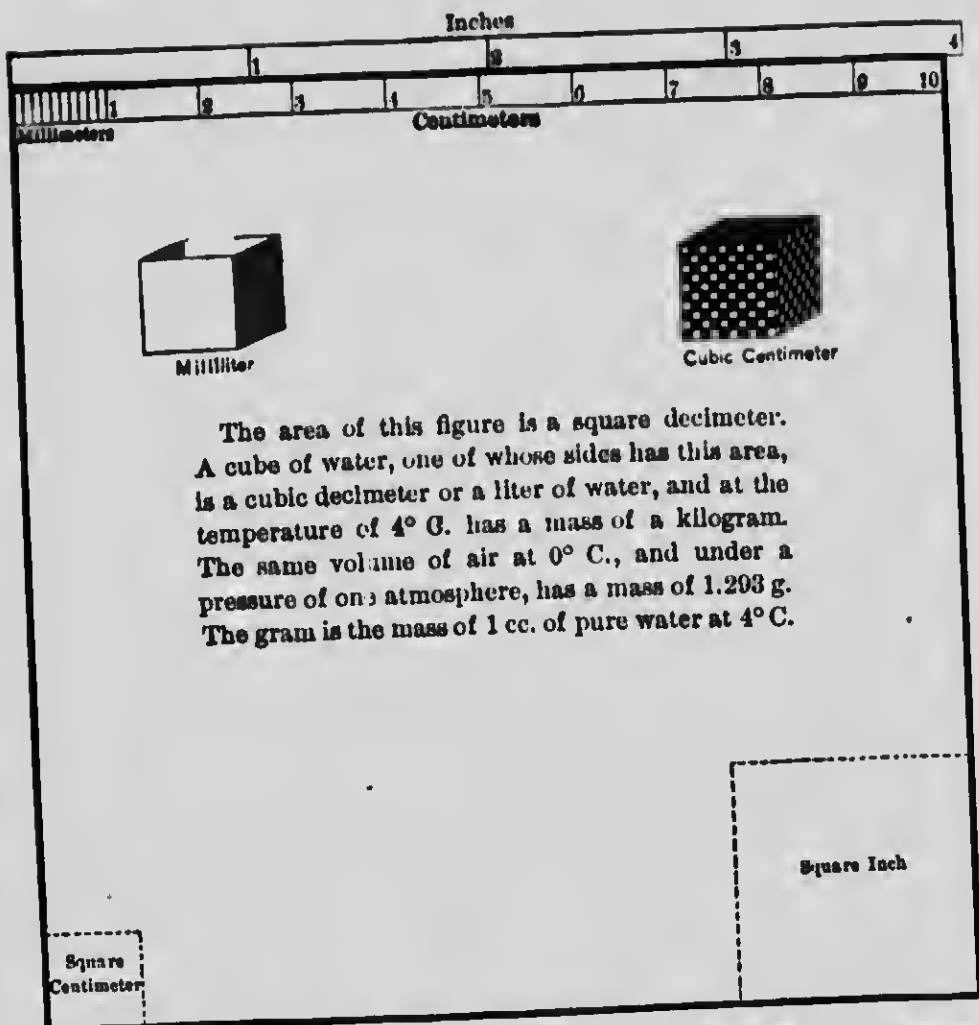 Inches
1 2 3 4
1 2 3 4 5 6 7 8 9 10
Millimeters Centimeters
Milliliter Cubic Centimeter
The area of this figure is a square decimeter.
A cube of water, one of whose sides has this area,
is a cubic decimeter or a liter of water, and at the
temperature of 4° C. has a mass of a kilogram.
The same volume of air at 0° C., and under a
pressure of one atmosphere, has a mass of 1.293 g.
The gram is the mass of 1 cc. of pure water at 4° C.
Square Inch
Square
Centimeter